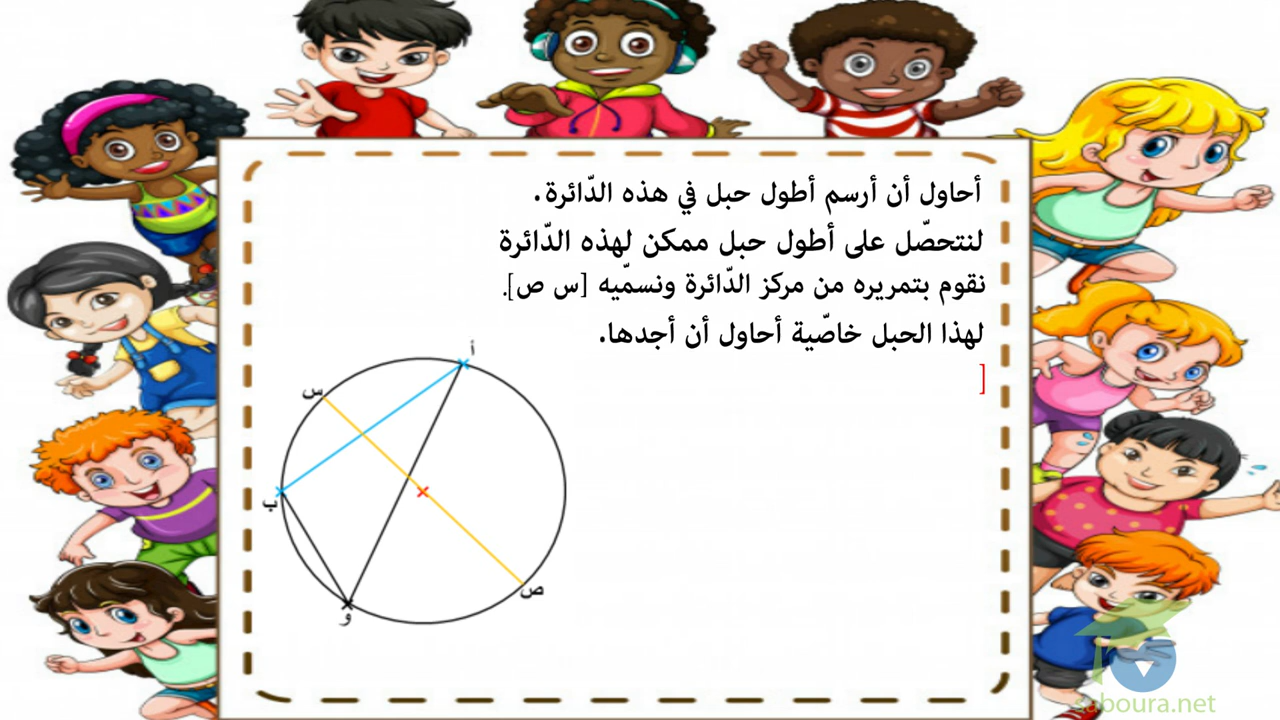 أحاول أن أرسم أطول حبل في هذه الدّائرة.
لنتحصّل على أطول حبل ممكن لهذه الدّائرة
نقوم بتمريره من مركز الدّائرة ونسمّيه [س ص].
لهذا الحبل خاصّية أحاول أن أجدها.
[
أ
س
ب
ص
و
saboura.net